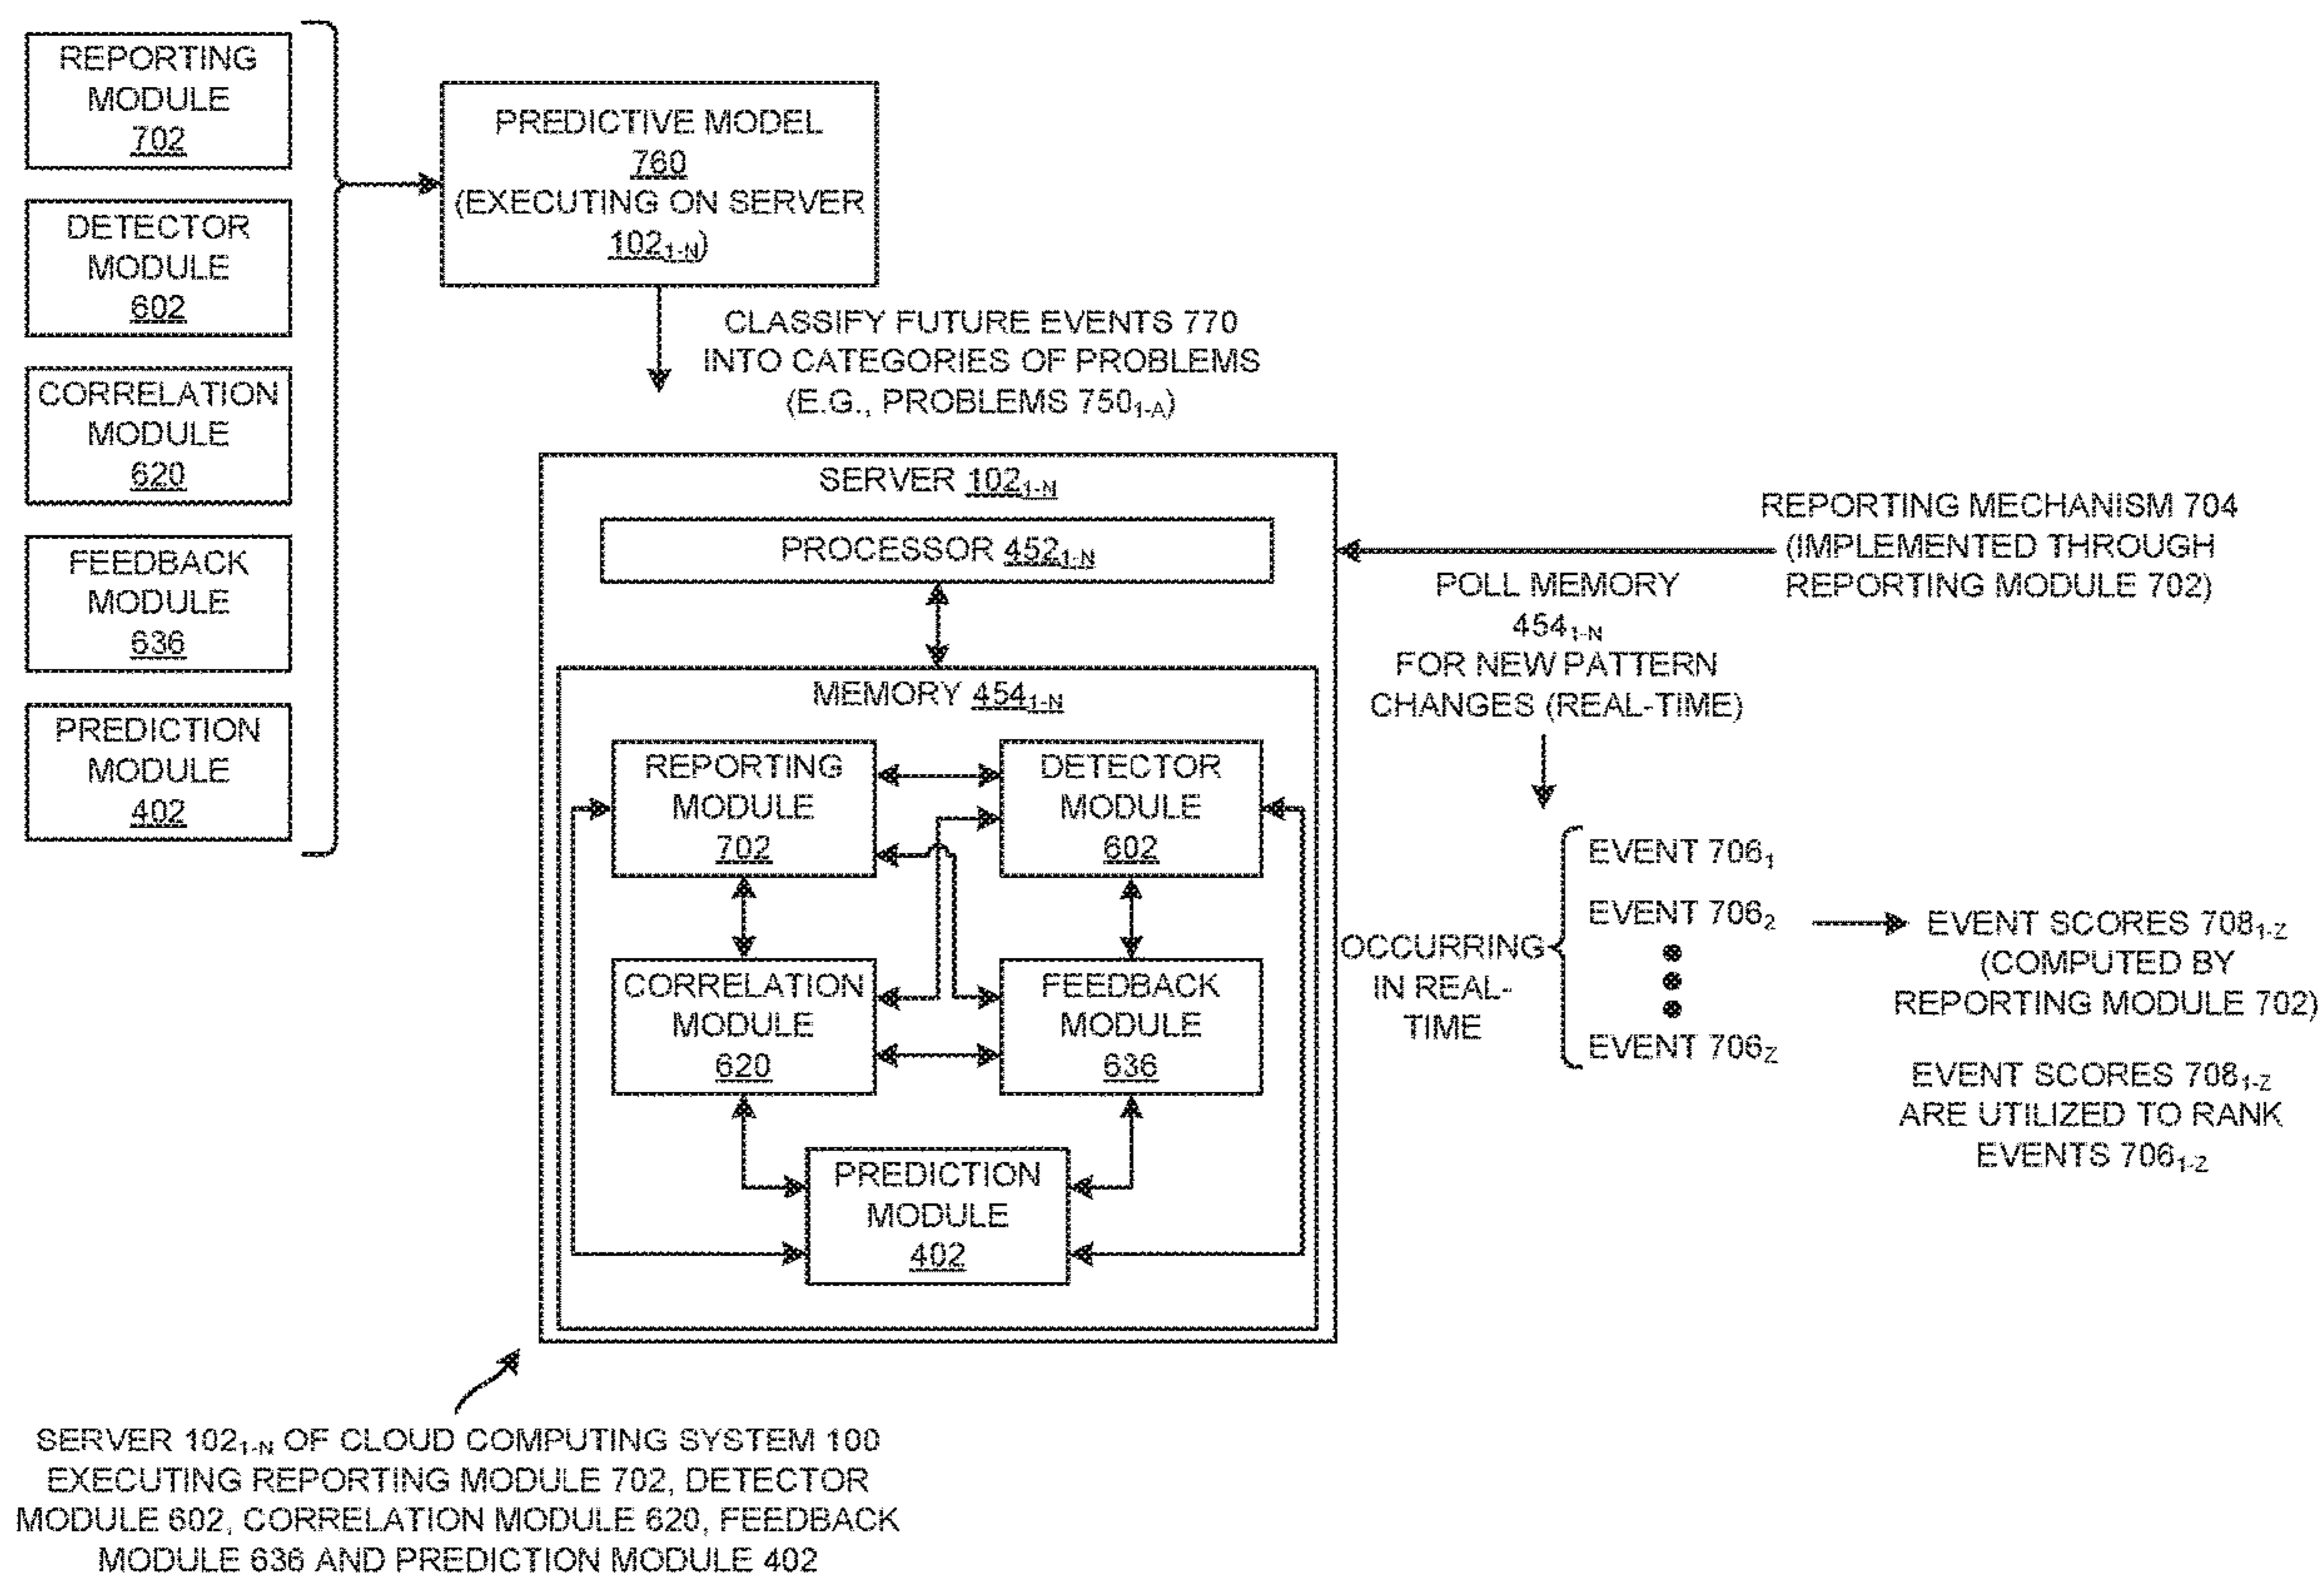 REPORTING
MODULE
702
DETECTOR
MODULE
602
CORRELATION
MODULE
620
FEEDBACK
MODULE
636
PREDICTION
MODULE
402
PREDICTIVE MODEL
760
(EXECUTING ON SERVER
102₁₋ₙ)
CLASSIFY FUTURE EVENTS 770
INTO CATEGORIES OF PROBLEMS
(E.G., PROBLEMS 750₁₋ₐ)
SERVER 102₁₋ₙ
PROCESSOR 452₁₋ₙ
MEMORY 454₁₋ₙ
REPORTING
MODULE
702
DETECTOR
MODULE
602
CORRELATION
MODULE
620
FEEDBACK
MODULE
636
PREDICTION
MODULE
402
REPORTING MECHANISM 704
(IMPLEMENTED THROUGH
REPORTING MODULE 702)
POLL MEMORY
454₁₋ₙ
FOR NEW PATTERN
CHANGES (REAL-TIME)
OCCURRING
IN REAL-
TIME
EVENT 706₁
EVENT 706₂
EVENT 706Z
EVENT SCORES 708₁₋Z
(COMPUTED BY
REPORTING MODULE 702)
EVENT SCORES 708₁₋Z
ARE UTILIZED TO RANK
EVENTS 706₁₋Z
SERVER 102₁₋ₙ OF CLOUD COMPUTING SYSTEM 100
EXECUTING REPORTING MODULE 702, DETECTOR
MODULE 602, CORRELATION MODULE 620, FEEDBACK
MODULE 636 AND PREDICTION MODULE 402